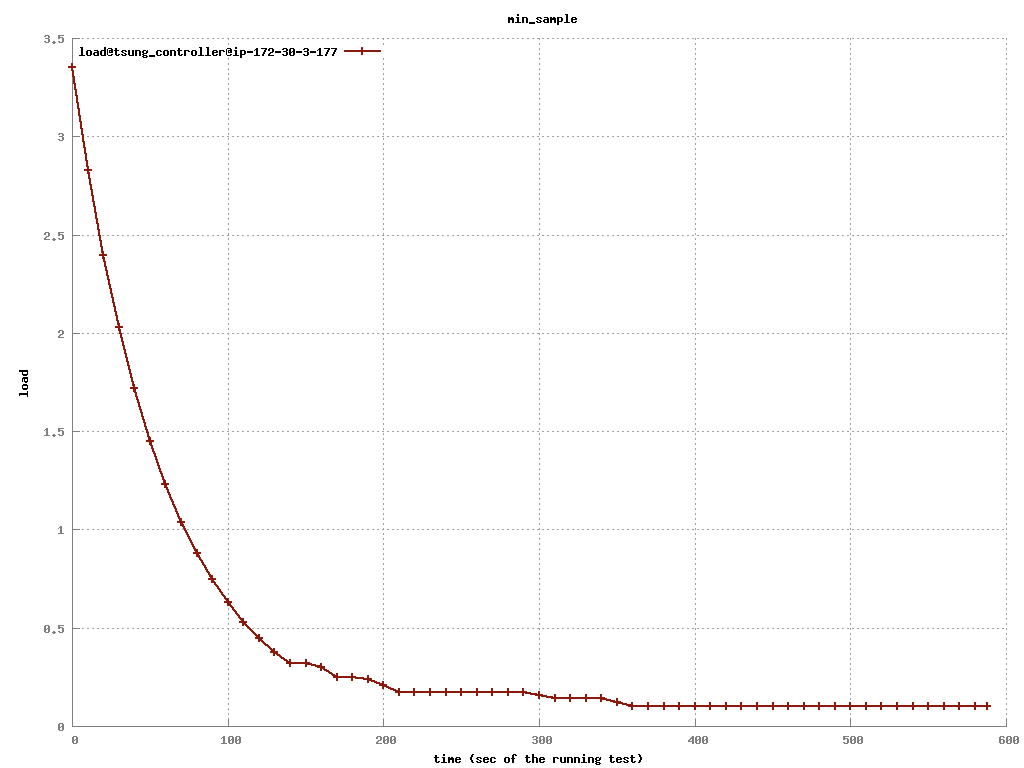 min_sample
load@tsung_controller@ip-172-30-3-177
3.5
3
2.5
2
1.5
1
0.5
0
load
0 100 200 300 400 500 600
time (sec of the running test)